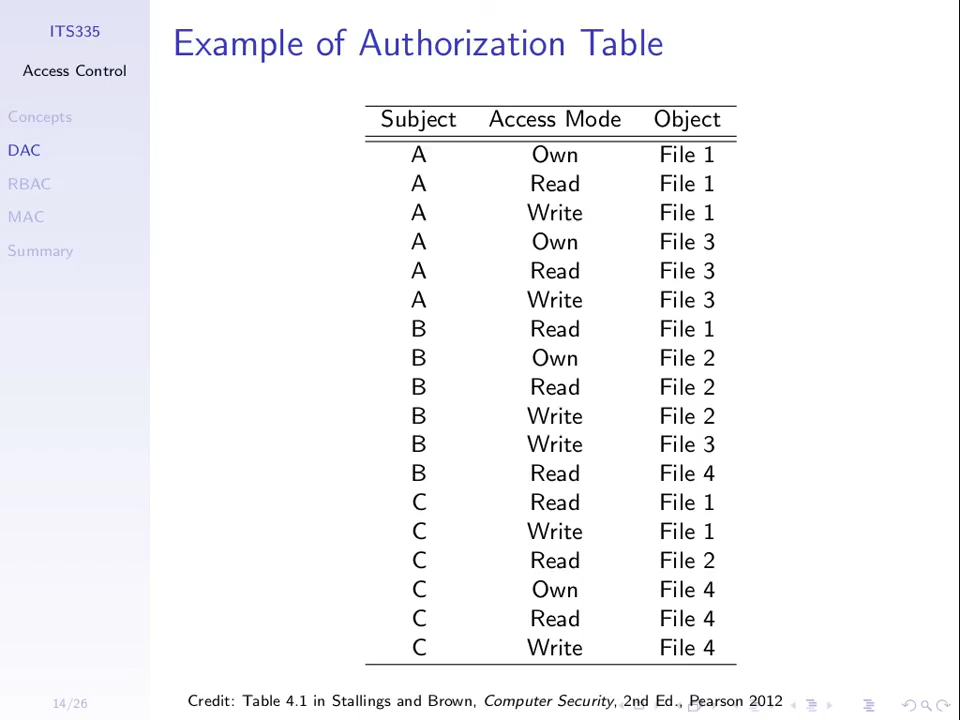 ITS335
Access Control
Concepts
DAC
RBAC
MAC
Summary
Example of Authorization Table
Subject Access Mode Object
A Own File 1
A Read File 1
A Write File 1
A Own File 3
A Read File 3
A Write File 3
B Read File 1
B Own File 2
B Read File 2
B Write File 2
B Write File 3
B Read File 4
C Read File 1
C Write File 1
C Read File 2
C Own File 4
C Read File 4
C Write File 4
14/26
Credit: Table 4.1 in Stallings and Brown, Computer Security, 2nd Ed., Pearson 2012